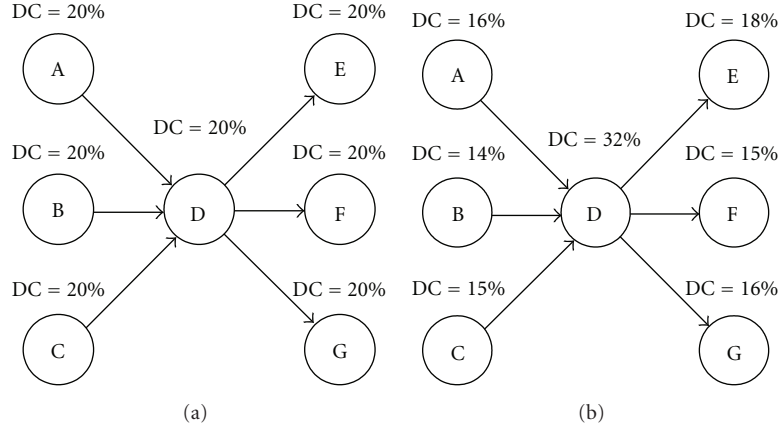 DC = 20%
A
DC = 20%
E
DC = 20%
DC = 20%
B
D
DC = 20%
F
DC = 20%
C
DC = 20%
G
(a)
DC = 16%
A
DC = 18%
E
DC = 32%
DC = 14%
B
D
DC = 15%
F
DC = 15%
C
DC = 16%
G
(b)